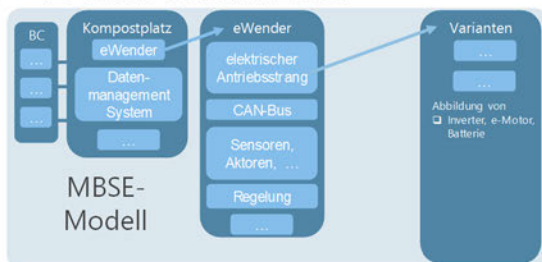 BC
...
...
...
Kompostplatz
eWender
Daten-
management
System
...
eWender
elektrischer
Antriebsstrang
CAN-Bus
Sensoren,
Aktoren, ...
Regelung
...
Varianten
...
...
Abbildung von
Inverter, e-Motor,
Batterie
MBSE-
Modell